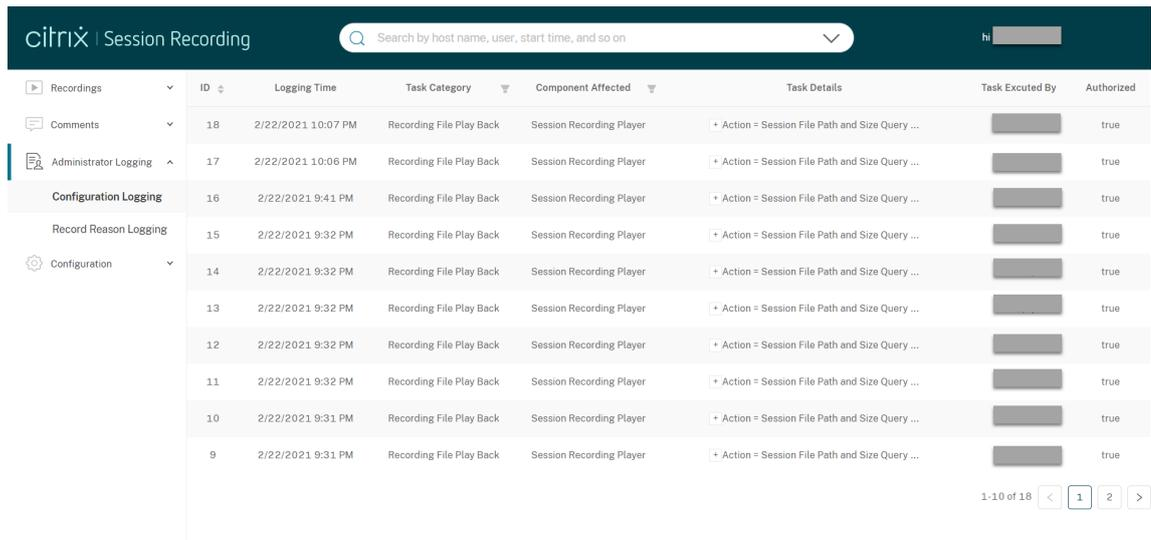 citrix | Session Recording
Search by host name, user, start time, and so on
hi
Recordings
Comments
Administrator Logging
Configuration Logging
Record Reason Logging
Configuration
ID Logging Time Task Category Component Affected Task Details Task Excuted By Authorized
18 2/22/2021 10:07 PM Recording File Play Back Session Recording Player + Action = Session File Path and Size Query ... true
17 2/22/2021 10:06 PM Recording File Play Back Session Recording Player + Action = Session File Path and Size Query ... true
16 2/22/2021 9:41 PM Recording File Play Back Session Recording Player + Action = Session File Path and Size Query ... true
15 2/22/2021 9:32 PM Recording File Play Back Session Recording Player + Action = Session File Path and Size Query ... true
14 2/22/2021 9:32 PM Recording File Play Back Session Recording Player + Action = Session File Path and Size Query ... true
13 2/22/2021 9:32 PM Recording File Play Back Session Recording Player + Action = Session File Path and Size Query ... true
12 2/22/2021 9:32 PM Recording File Play Back Session Recording Player + Action = Session File Path and Size Query ... true
11 2/22/2021 9:32 PM Recording File Play Back Session Recording Player + Action = Session File Path and Size Query ... true
10 2/22/2021 9:31 PM Recording File Play Back Session Recording Player + Action = Session File Path and Size Query ... true
9 2/22/2021 9:31 PM Recording File Play Back Session Recording Player + Action = Session File Path and Size Query ... true
1-10 of 18 < 1 2 >